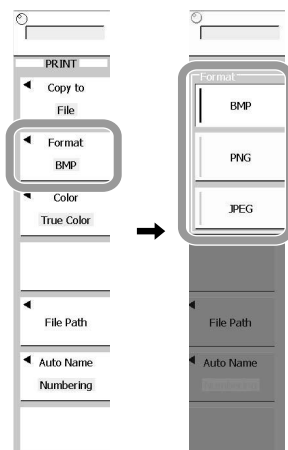 PRINT
Copy to
File
Format
BMP
Color
True Color
File Path
Auto Name
Numbering
Format
BMP
PNG
JPEG
File Path
Auto Name